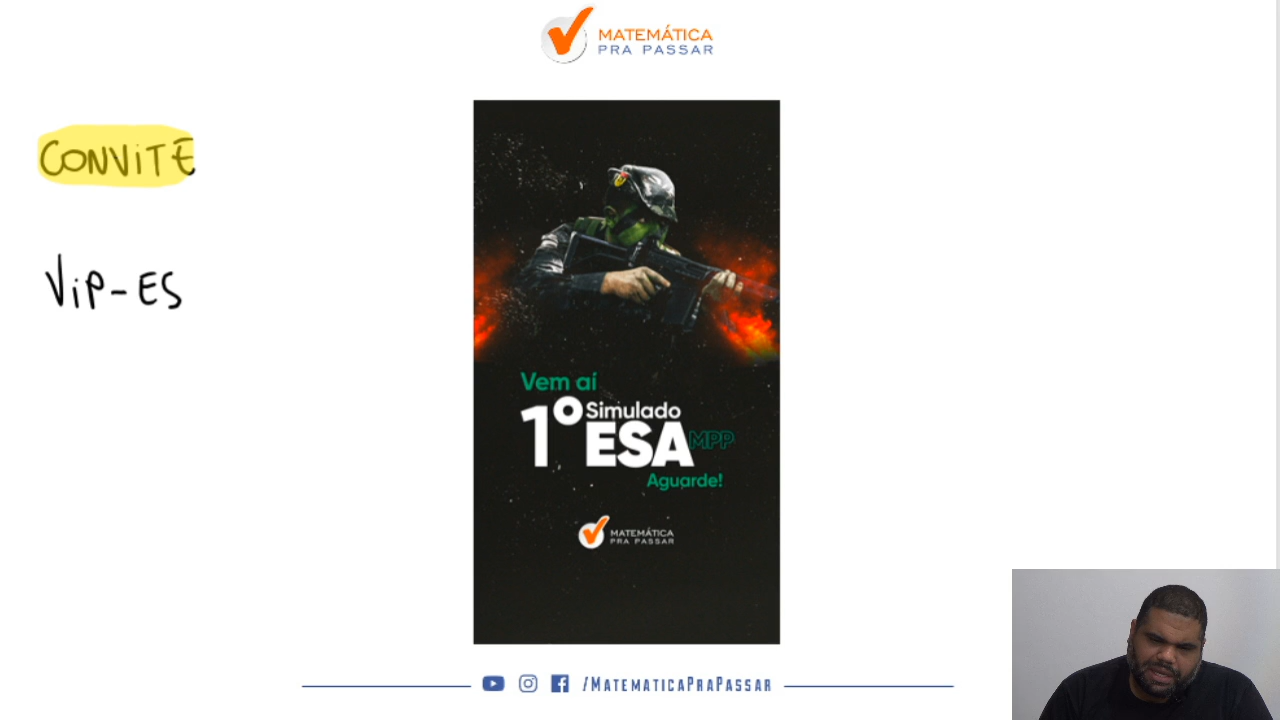 MATEMÁTICA
PRA PASSAR
CONVITE
ViP-ES
Vem aí
1º Simulado
ESA MPP
Aguarde!
MATEMÁTICA
PRA PASSAR
/MATEMATICAPRAPASSAR